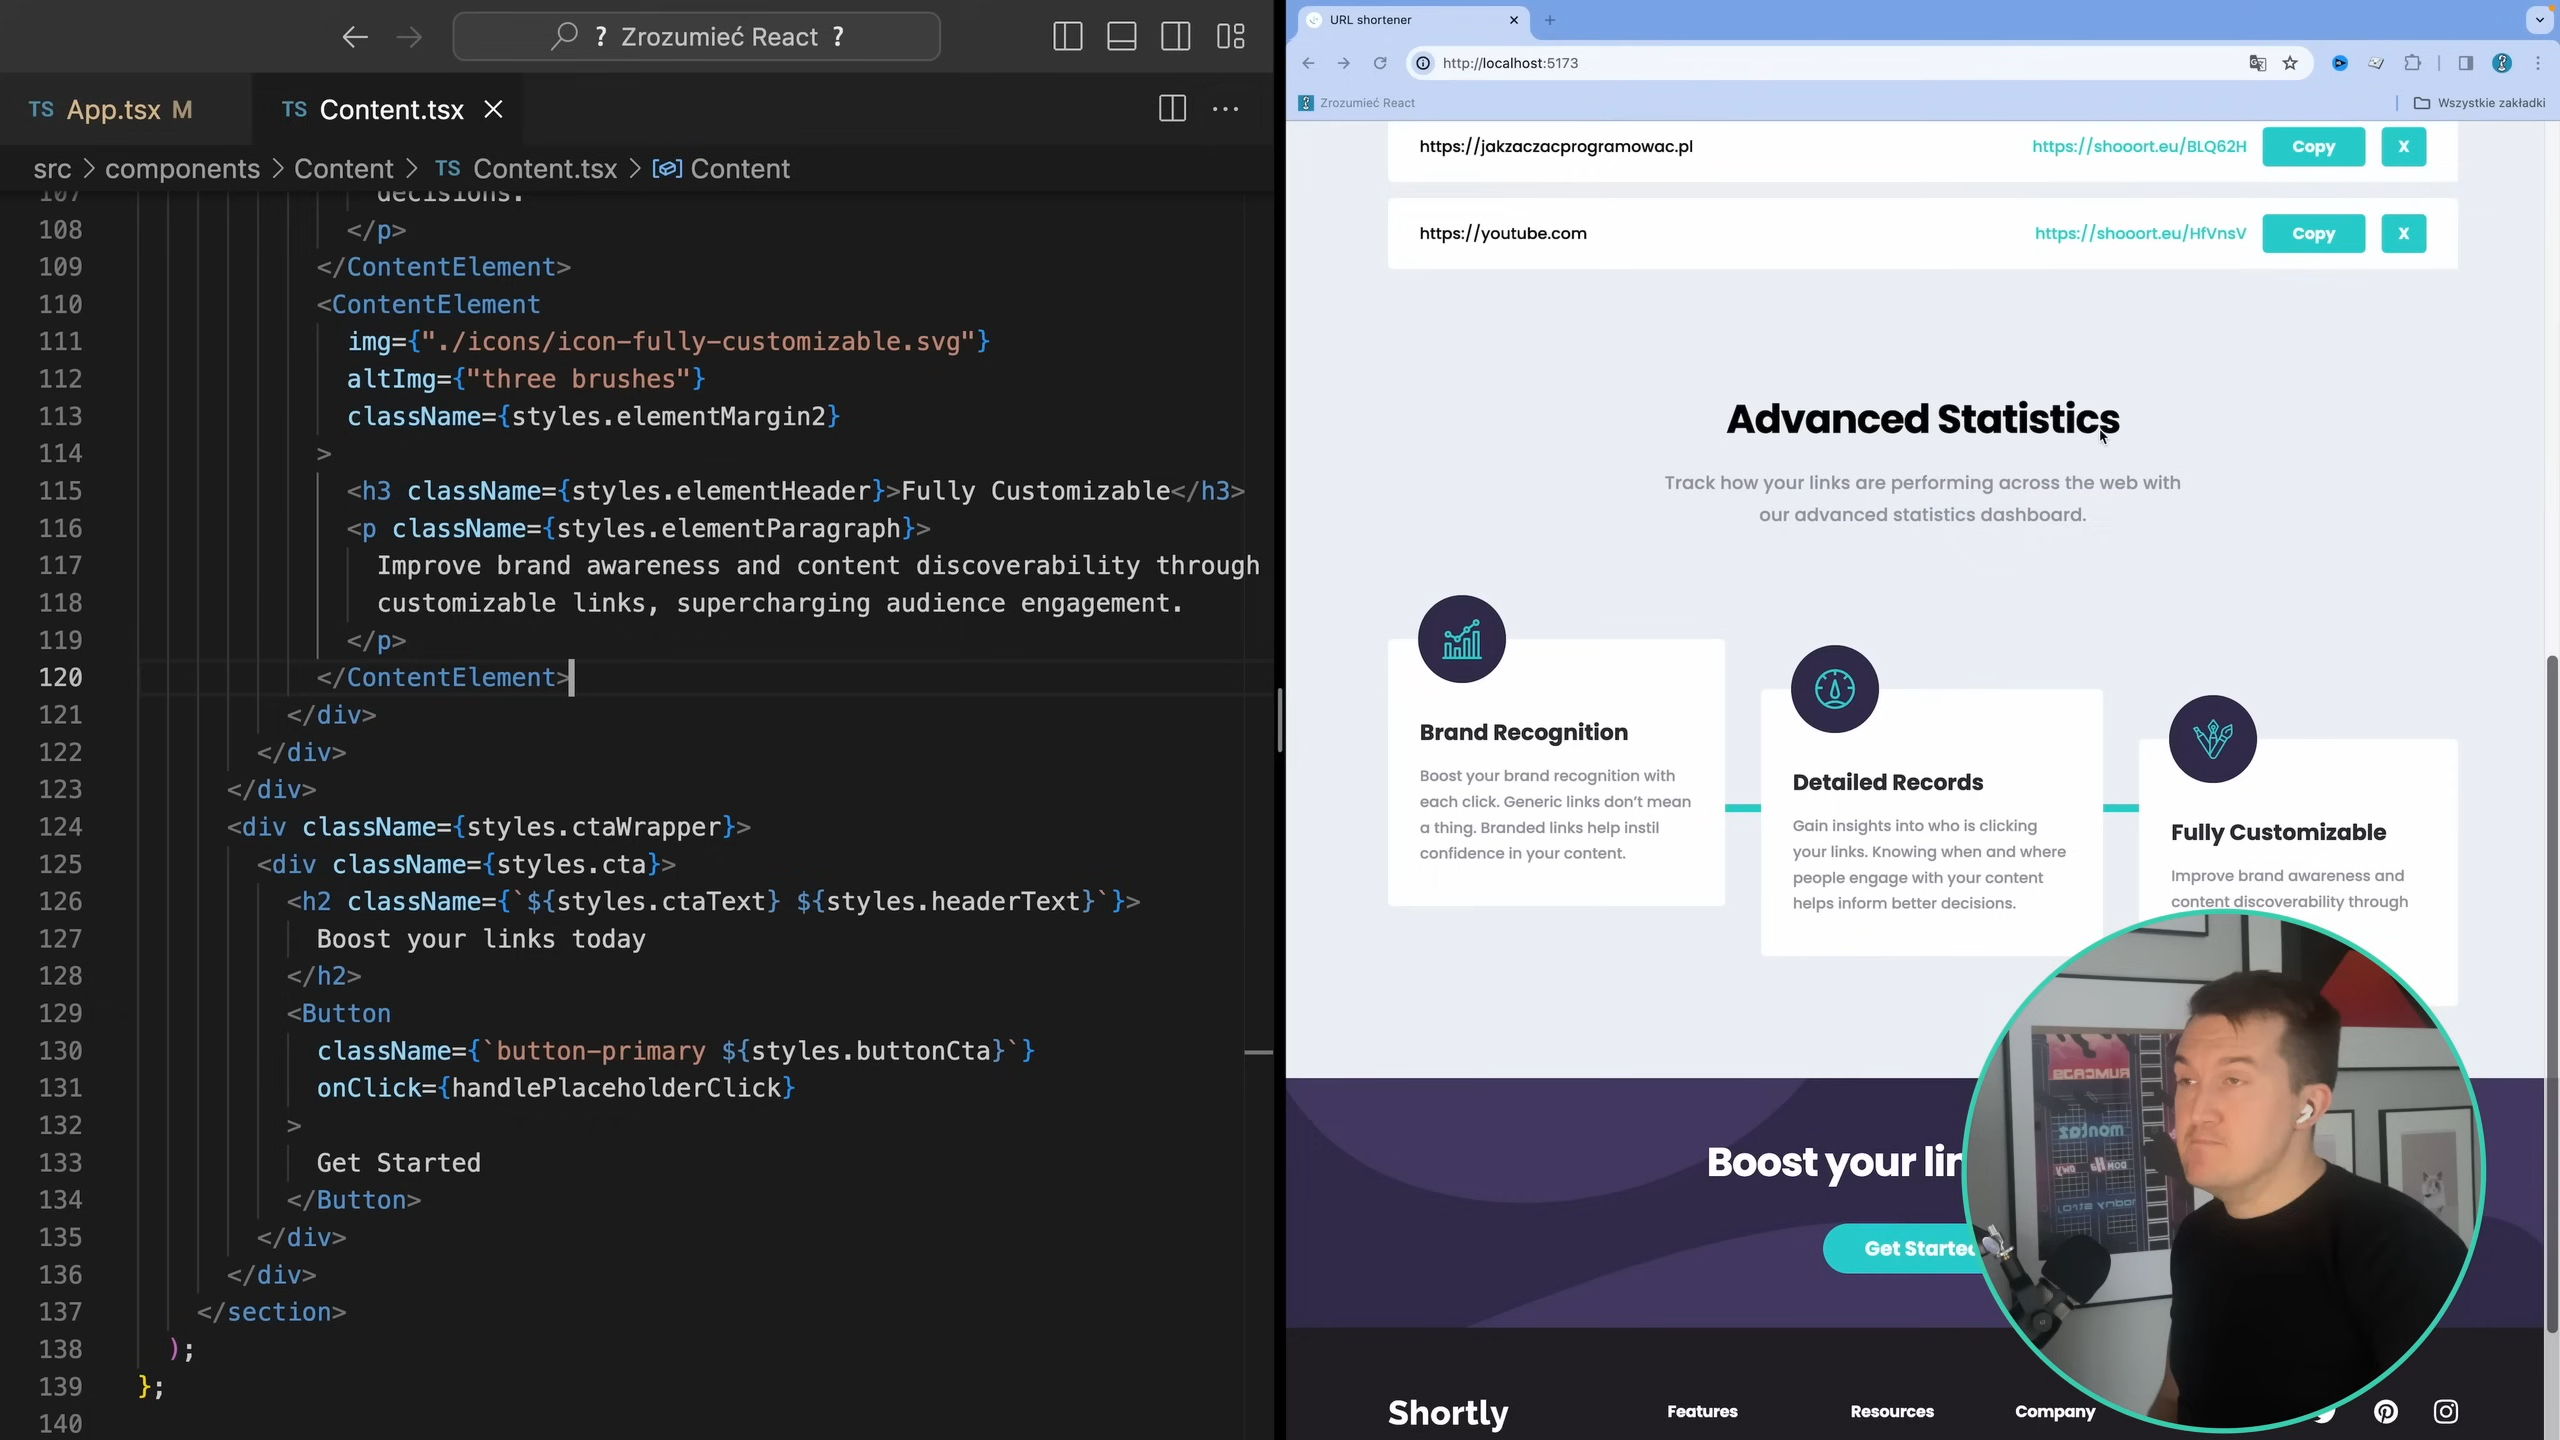 ? Zrozumieć React ?
TS App.tsx M
TS Content.tsx
src > components > Content > TS Content.tsx > Content
107 decisions.
108 </p>
109 </ContentElement>
110 <ContentElement
111 img={"./icons/icon-fully-customizable.svg"}
112 altImg={"three brushes"}
113 className={styles.elementMargin2}
114 >
115 <h3 className={styles.elementHeader}>Fully Customizable</h3>
116 <p className={styles.elementParagraph}>
117 Improve brand awareness and content discoverability through
118 customizable links, supercharging audience engagement.
119 </p>
120 </ContentElement>
121 </div>
122 </div>
123 </div>
124 <div className={styles.ctaWrapper}>
125 <div className={styles.cta}>
126 <h2 className={`${styles.ctaText} ${styles.headerText}`}>
127 Boost your links today
128 </h2>
129 <Button
130 className={`button-primary ${styles.buttonCta}`}
131 onClick={handlePlaceholderClick}
132 >
133 Get Started
134 </Button>
135 </div>
136 </div>
137 </section>
138 );
139 };
140
URL shortener
http://localhost:5173
Zrozumieć React
Wszystkie zakładki
https://jakzaczacprogramowac.pl https://shooort.eu/BLQ62H Copy X
https://youtube.com https://shooort.eu/HfVnsV Copy X
Advanced Statistics
Track how your links are performing across the web with
our advanced statistics dashboard.
Brand Recognition
Boost your brand recognition with
each click. Generic links don't mean
a thing. Branded links help instil
confidence in your content.
Detailed Records
Gain insights into who is clicking
your links. Knowing when and where
people engage with your content
helps inform better decisions.
Fully Customizable
Improve brand awareness and
content discoverability through
Boost your lin
Get Started
Shortly
Features
Resources
Company